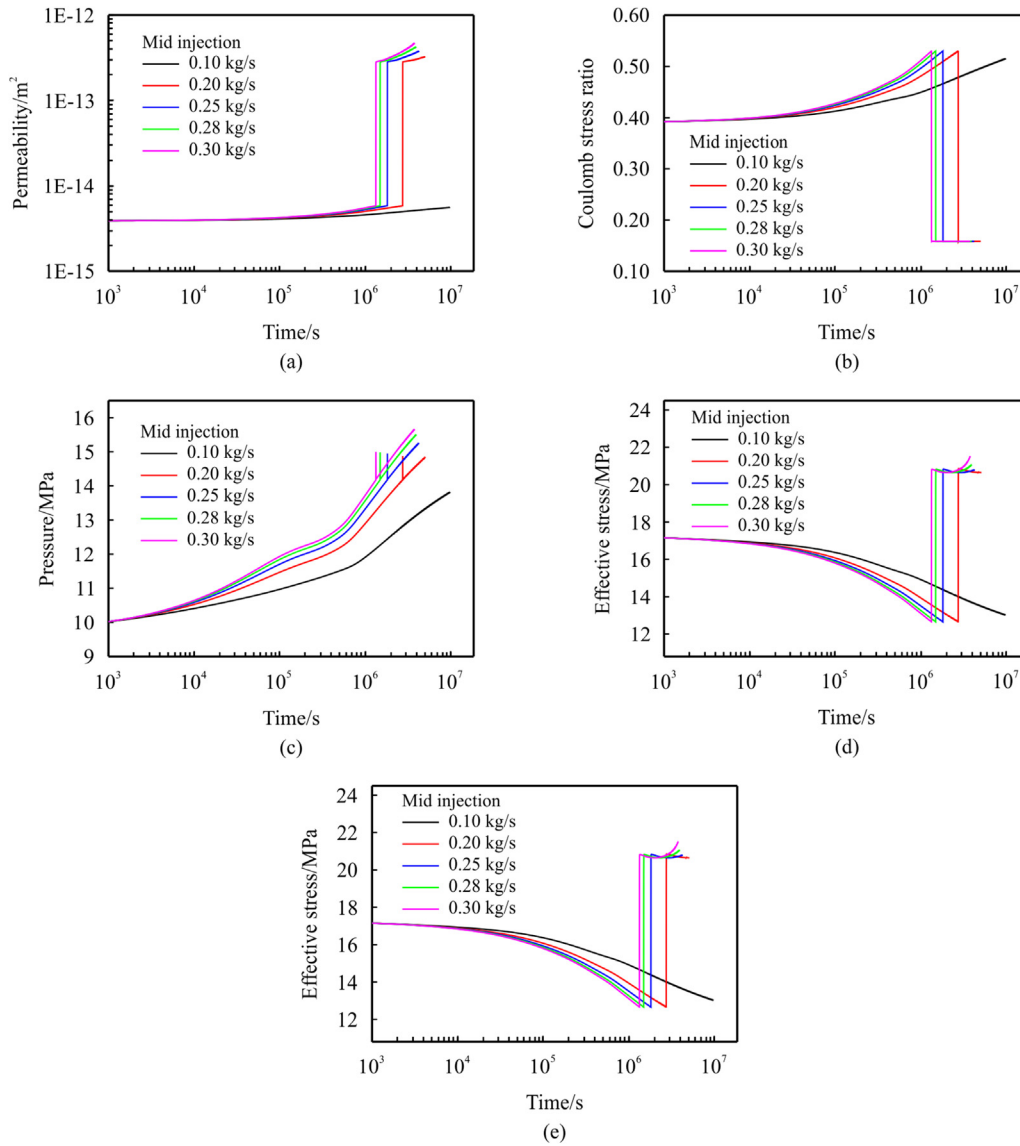 1E-12
1E-13
1E-14
1E-15
Permeability/m²
Mid injection
0.10 kg/s
0.20 kg/s
0.25 kg/s
0.28 kg/s
0.30 kg/s
10³ 10⁴ 10⁵ 10⁶ 10⁷
Time/s
(a)
0.60
0.50
0.40
0.30
0.20
0.10
Coulomb stress ratio
Mid injection
0.10 kg/s
0.20 kg/s
0.25 kg/s
0.28 kg/s
0.30 kg/s
10³ 10⁴ 10⁵ 10⁶ 10⁷
Time/s
(b)
16
15
14
13
12
11
10
9
Pressure/MPa
Mid injection
0.10 kg/s
0.20 kg/s
0.25 kg/s
0.28 kg/s
0.30 kg/s
10³ 10⁴ 10⁵ 10⁶ 10⁷
Time/s
(c)
24
22
20
18
16
14
12
Effective stress/MPa
Mid injection
0.10 kg/s
0.20 kg/s
0.25 kg/s
0.28 kg/s
0.30 kg/s
10³ 10⁴ 10⁵ 10⁶ 10⁷
Time/s
(d)
24
22
20
18
16
14
12
Effective stress/MPa
Mid injection
0.10 kg/s
0.20 kg/s
0.25 kg/s
0.28 kg/s
0.30 kg/s
10³ 10⁴ 10⁵ 10⁶ 10⁷
Time/s
(e)